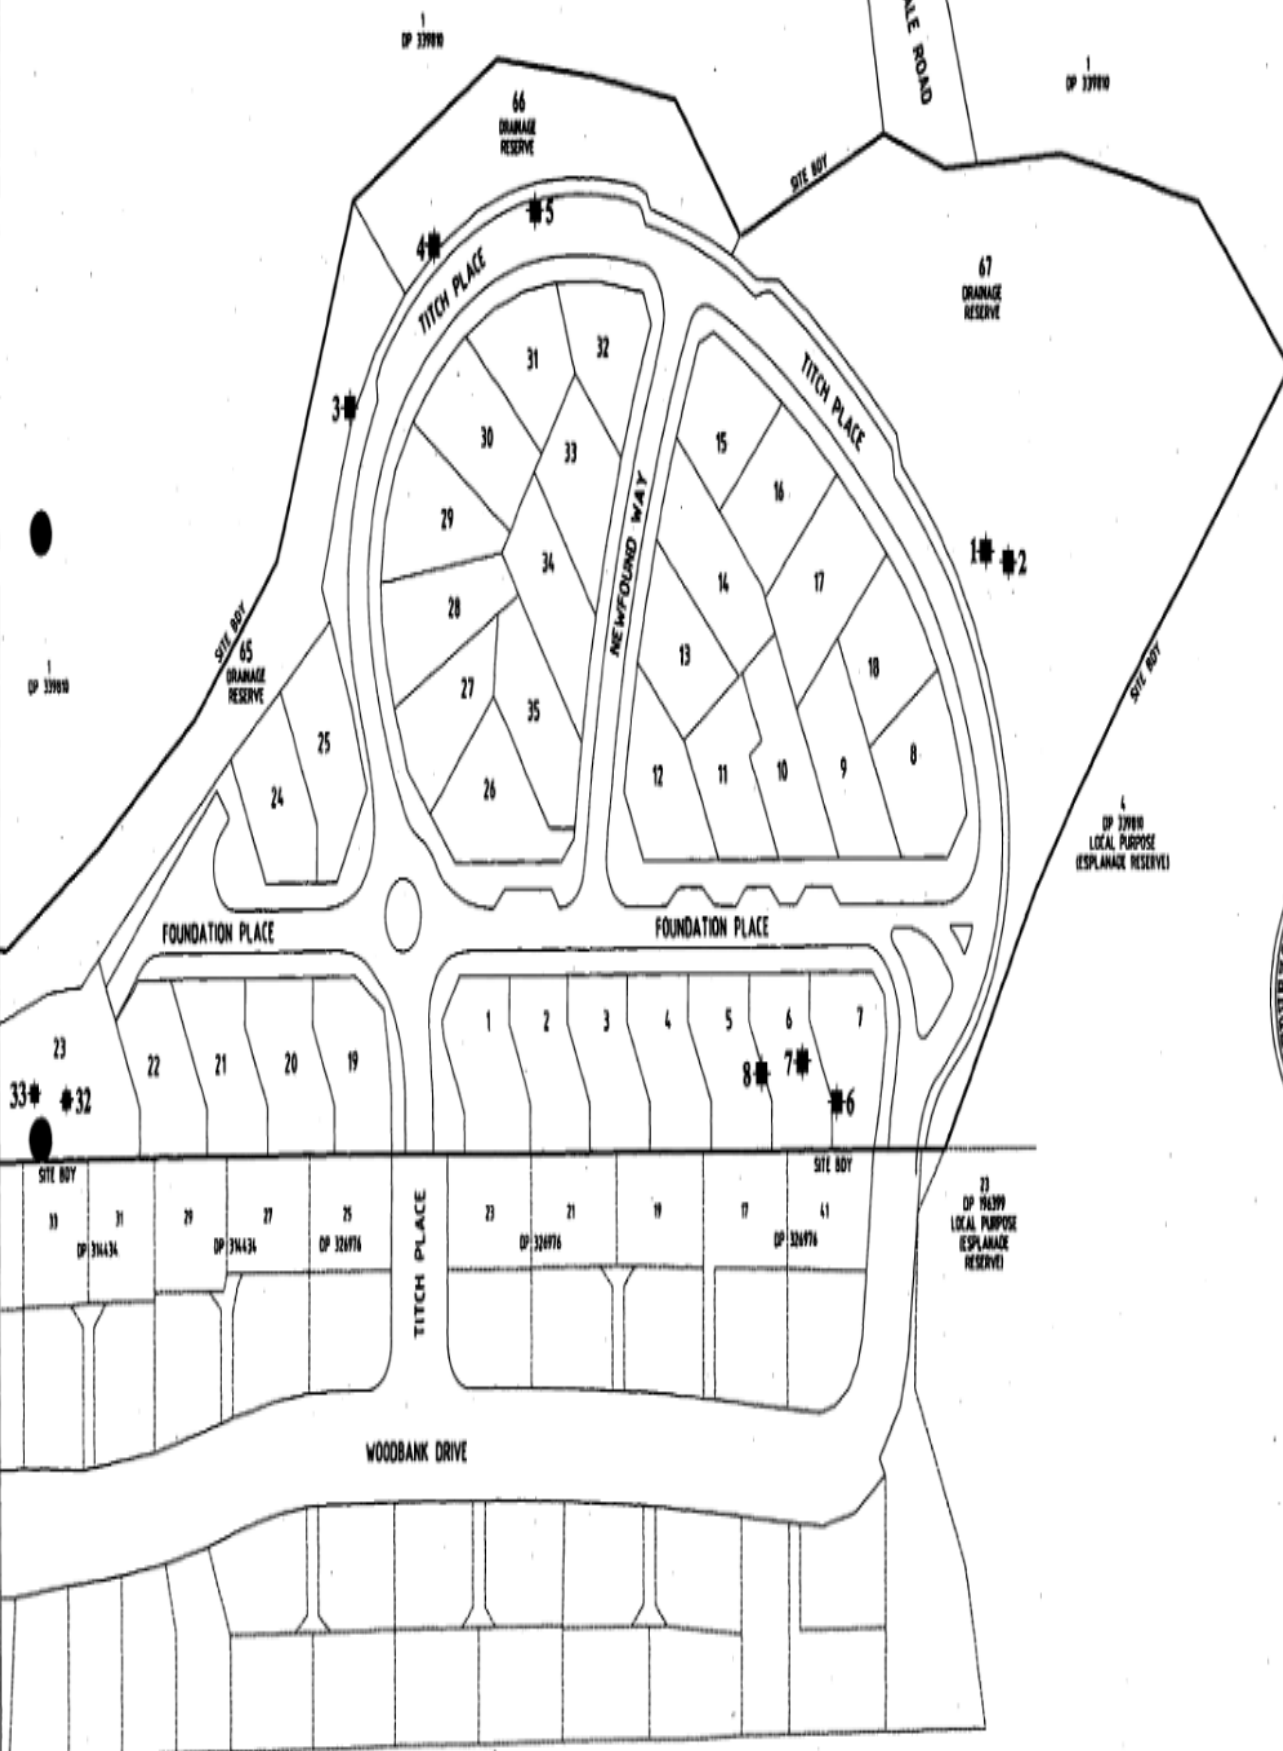 1
DP 339810
ALE ROAD
1
DP 339810
66
DRAINAGE
RESERVE
SITE BDY
5
4
TITCH PLACE
67
DRAINAGE
RESERVE
31
32
TITCH PLACE
3
30
33
15
16
29
34
NEWFOUND WAY
14
17
1
2
28
SITE BDY
65
DRAINAGE
RESERVE
1
DP 339810
27
35
13
18
SITE BDY
25
24
26
12
11
10
9
8
4
DP 339810
LOCAL PURPOSE
(ESPLANADE RESERVE)
FOUNDATION PLACE
FOUNDATION PLACE
23
22
21
20
19
1
2
3
4
5
6
7
33
32
8
7
6
SITE BDY
SITE BDY
33
31
29
27
25
TITCH PLACE
23
21
19
17
41
DP 314434
DP 314434
DP 326976
DP 326976
DP 326976
23
DP 196399
LOCAL PURPOSE
(ESPLANADE
RESERVE)
WOODBANK DRIVE